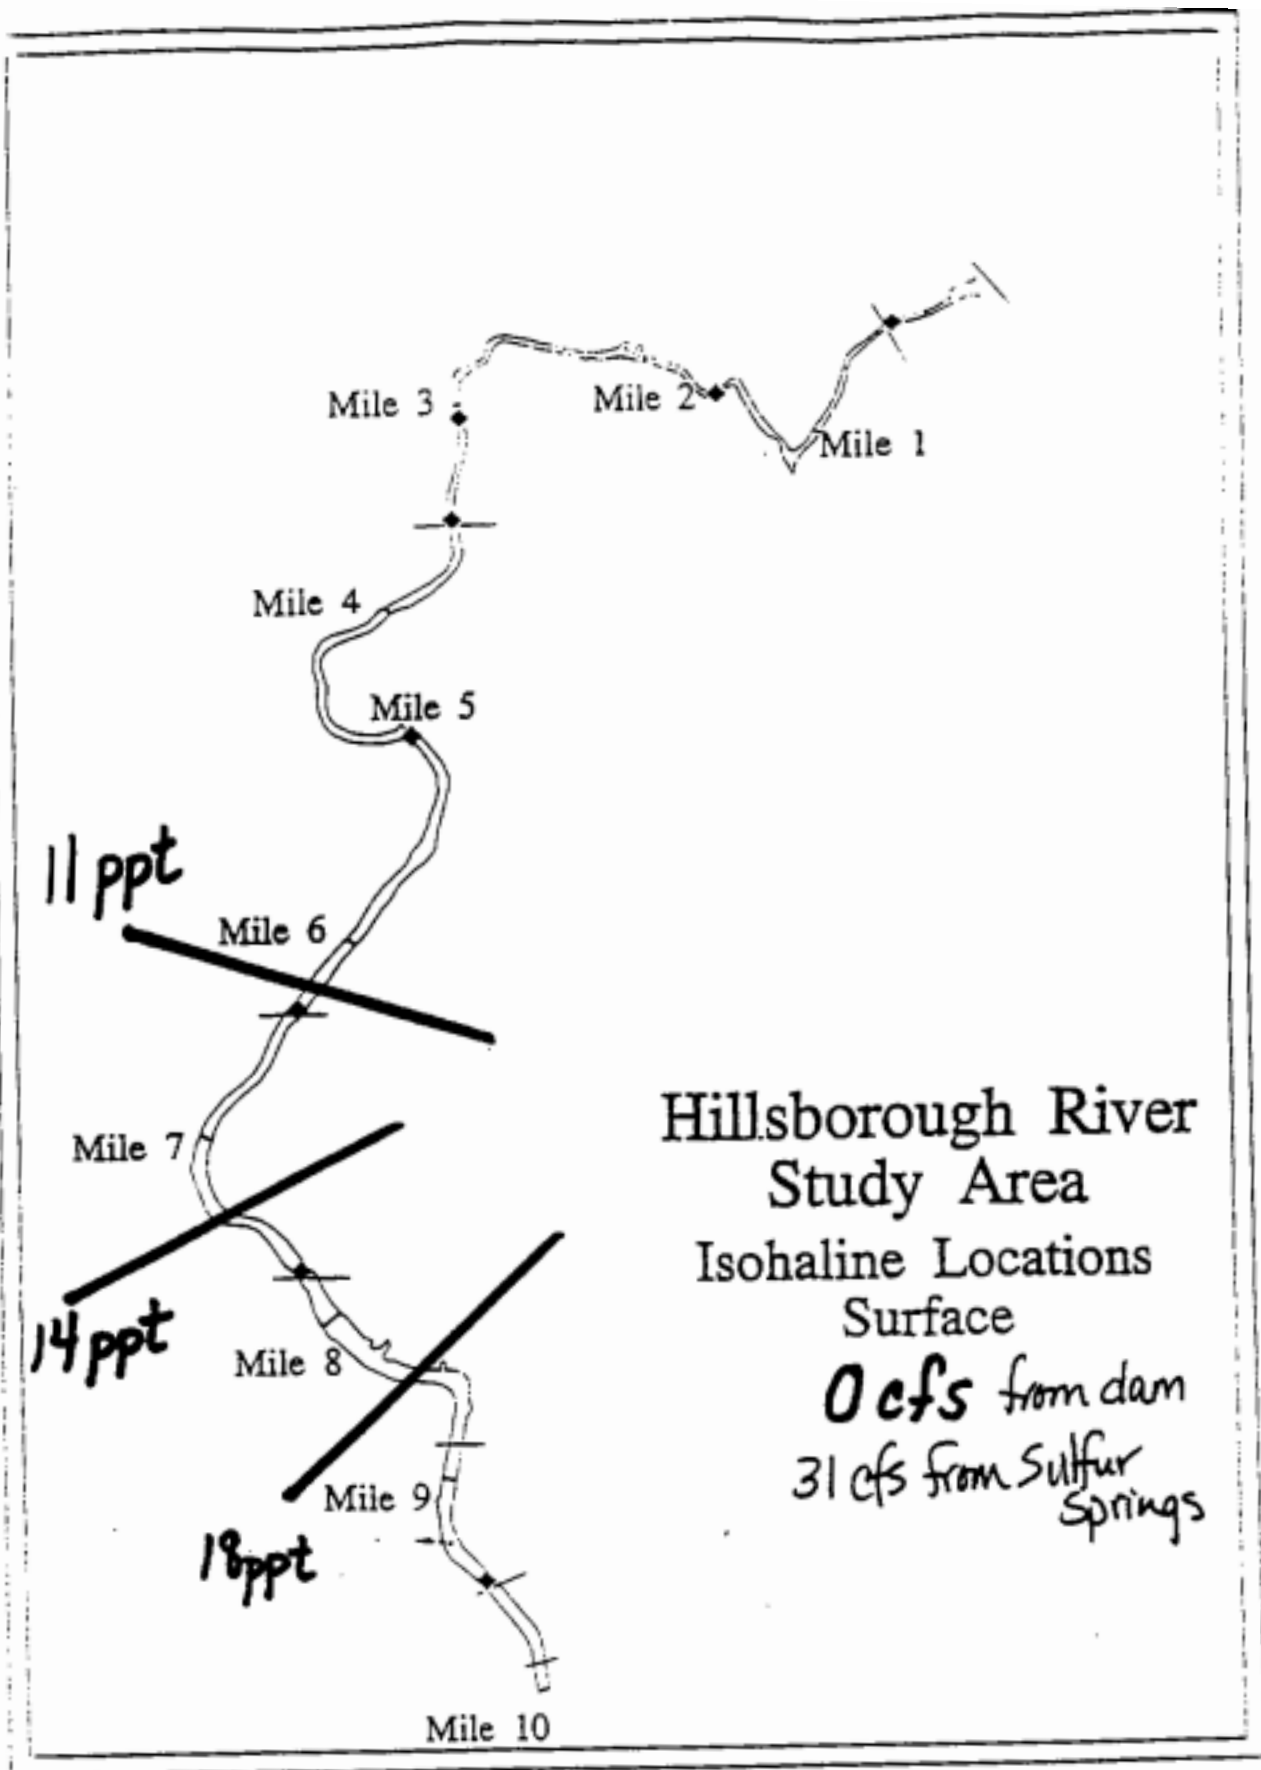 Mile 3
Mile 2
Mile 1
Mile 4
Mile 5
11 ppt
Mile 6
Mile 7
14 ppt
Mile 8
Mile 9
18ppt
Mile 10
Hillsborough River
Study Area
Isohaline Locations
Surface
0 cfs from dam
31 cfs from Sulfur
Springs